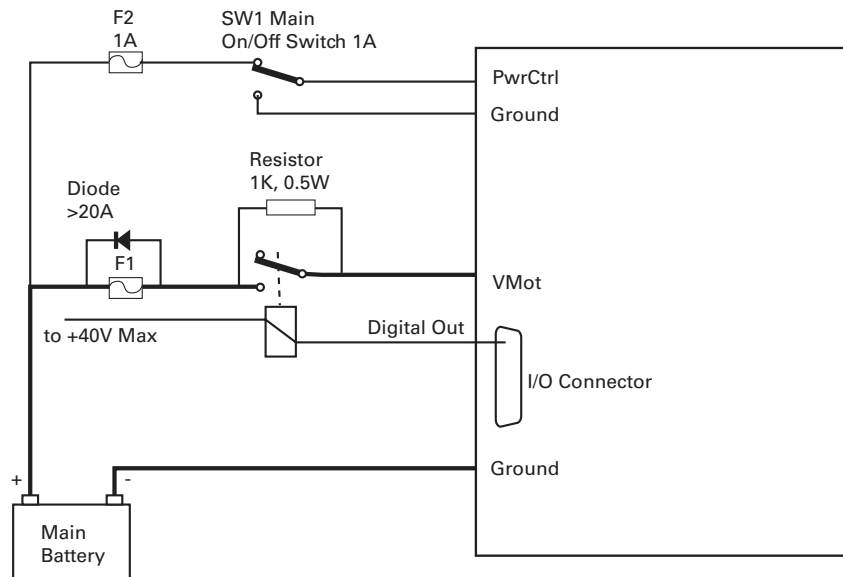 F2
1A
SW1 Main
On/Off Switch 1A
PwrCtrl
Ground
Resistor
1K, 0.5W
Diode
>20A
F1
VMot
to +40V Max
Digital Out
I/O Connector
Ground
+
-
Main
Battery